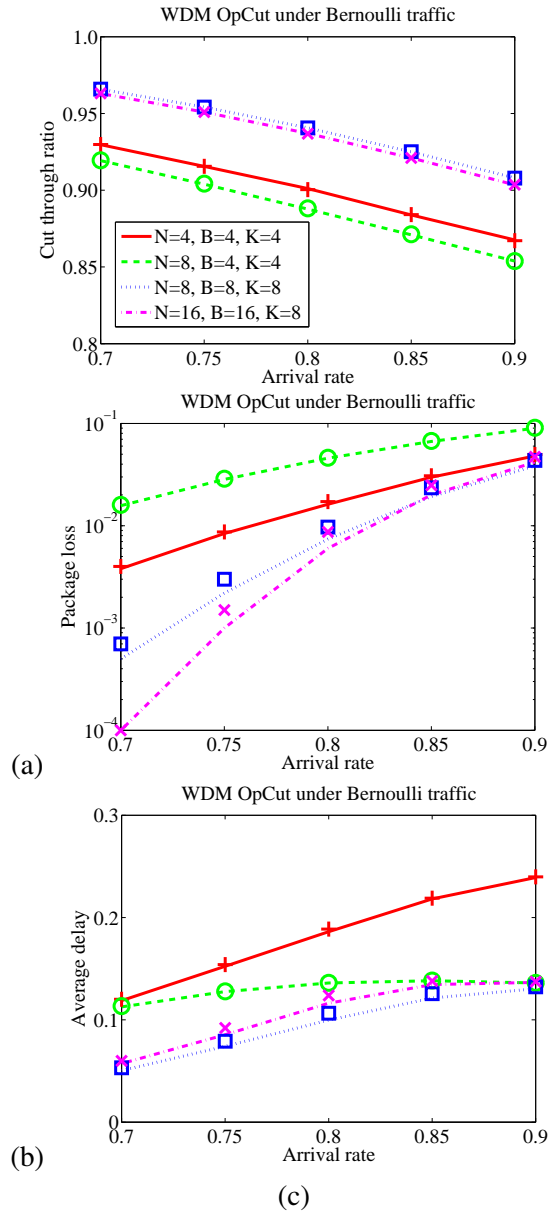 WDM OpCut under Bernoulli traffic
1.0
0.95
0.90
0.85
0.8
Cut through ratio
N=4, B=4, K=4
N=8, B=4, K=4
N=8, B=8, K=8
N=16, B=16, K=8
0.7 0.75 0.8 0.85 0.9
Arrival rate
WDM OpCut under Bernoulli traffic
10^-1
10^-2
10^-3
10^-4
Package loss
0.7 0.75 0.8 0.85 0.9
Arrival rate
(a)
WDM OpCut under Bernoulli traffic
0.3
0.2
0.1
0
Average delay
0.7 0.75 0.8 0.85 0.9
Arrival rate
(b)
(c)